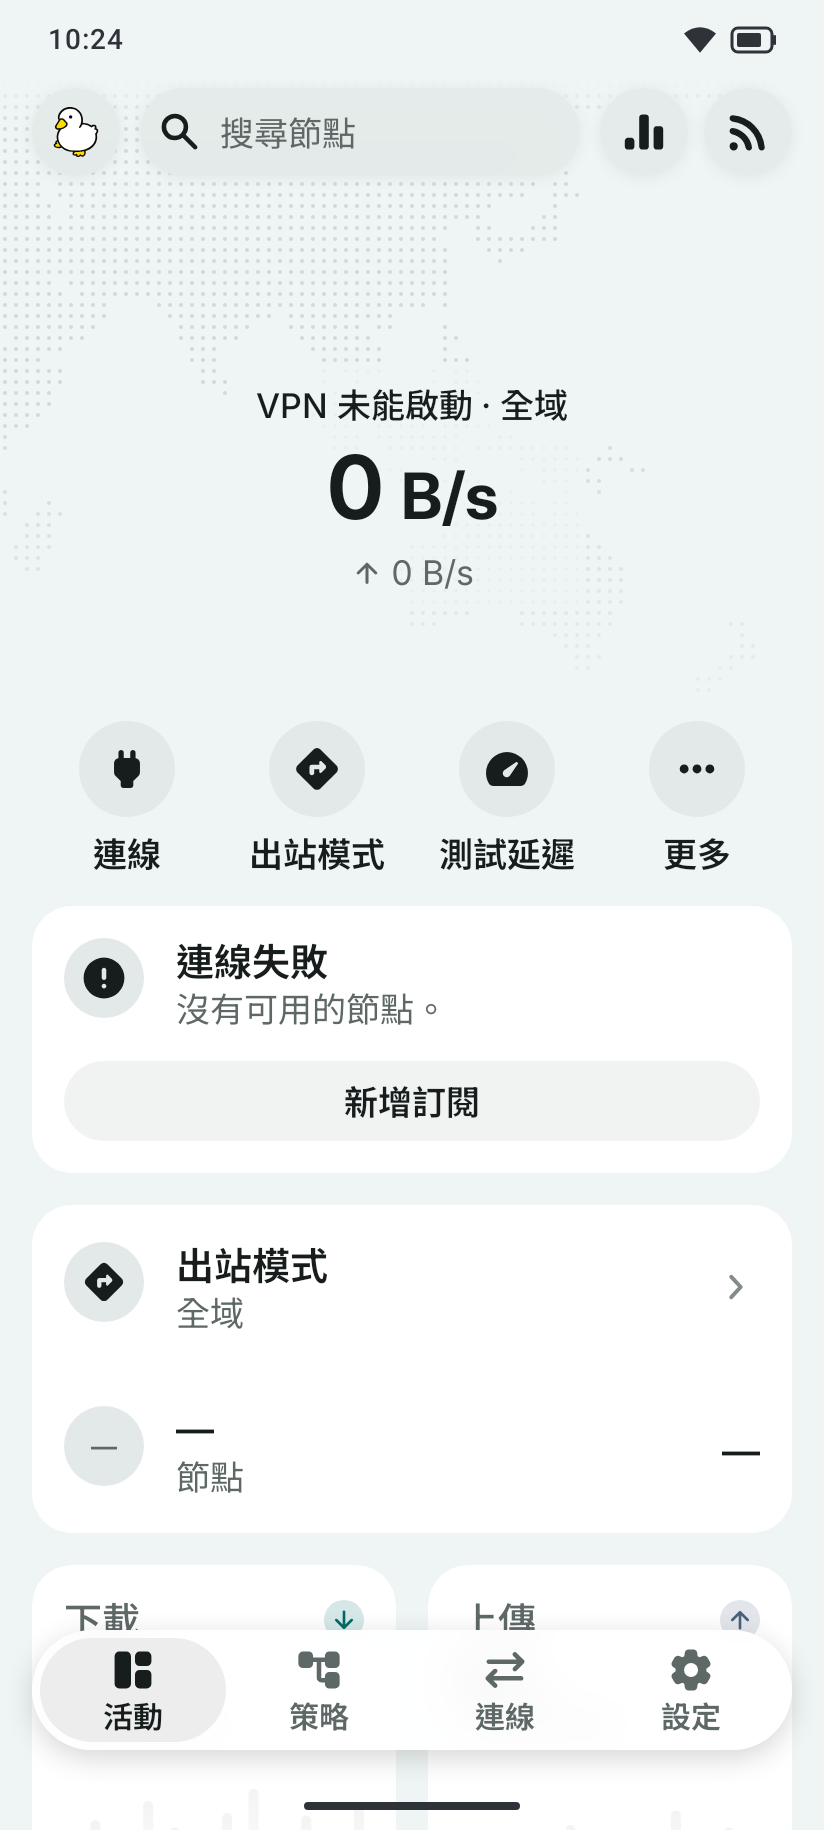 10:24
搜尋節點
VPN 未能啟動 · 全域
0 B/s
↑ 0 B/s
連線
出站模式
測試延遲
更多
連線失敗
沒有可用的節點。
新增訂閱
出站模式
全域
—
—
節點
—
下載
上傳
活動
策略
連線
設定